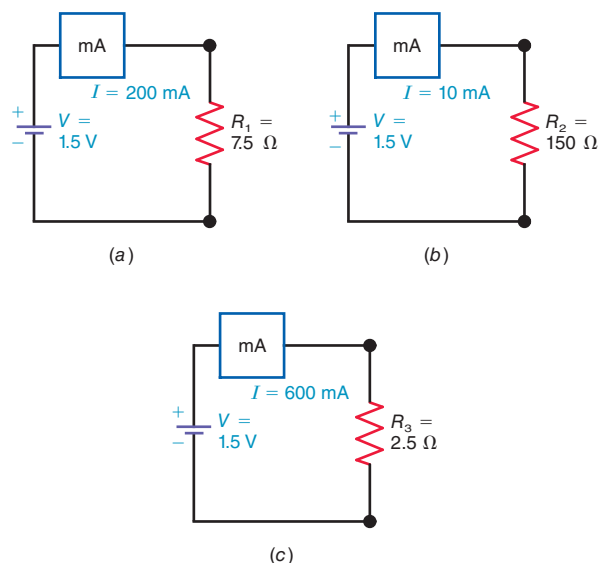 mA
I = 200 mA
+
−
V =
1.5 V
R₁ =
7.5 Ω
(a)
mA
I = 10 mA
+
−
V =
1.5 V
R₂ =
150 Ω
(b)
mA
I = 600 mA
+
−
V =
1.5 V
R₃ =
2.5 Ω
(c)